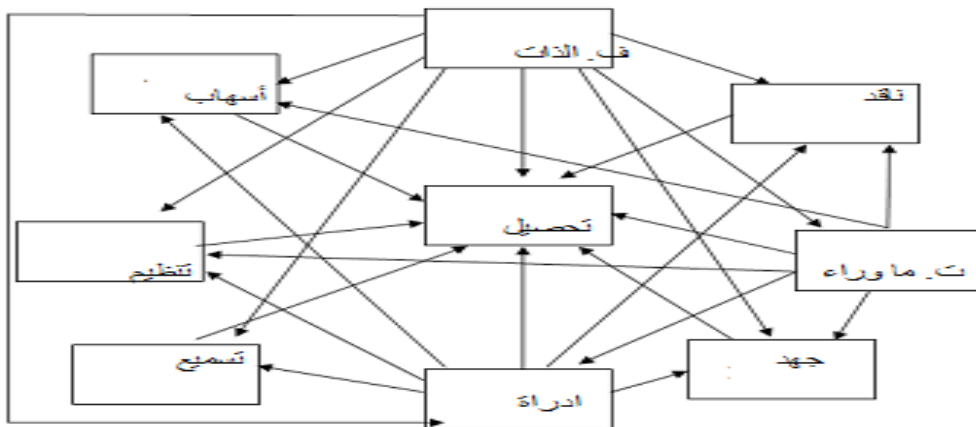 ف. الذات
أسهاب
ناقد
تحصيل
تنظيم
ت. ما وراء
تسميع
جهد
:
ادراة